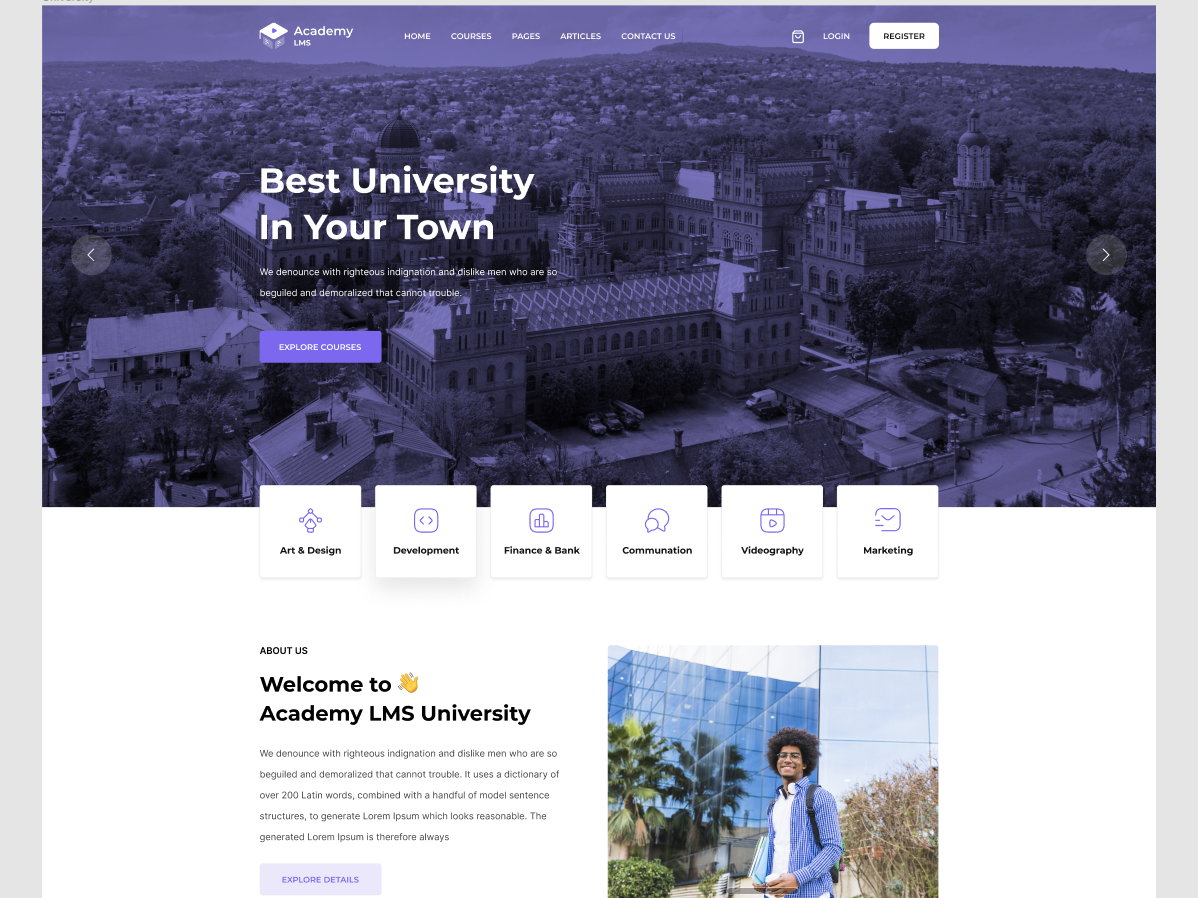 Academy
LMS
HOME
COURSES
PAGES
ARTICLES
CONTACT US
LOGIN
REGISTER
Best University
In Your Town
We denounce with righteous indignation and dislike men who are so
beguiled and demoralized that cannot trouble.
EXPLORE COURSES
Art & Design
Development
Finance & Bank
Communation
Videography
Marketing
ABOUT US
Welcome to 👋
Academy LMS University
We denounce with righteous indignation and dislike men who are so
beguiled and demoralized that cannot trouble. It uses a dictionary of
over 200 Latin words, combined with a handful of model sentence
structures, to generate Lorem Ipsum which looks reasonable. The
generated Lorem Ipsum is therefore always
EXPLORE DETAILS